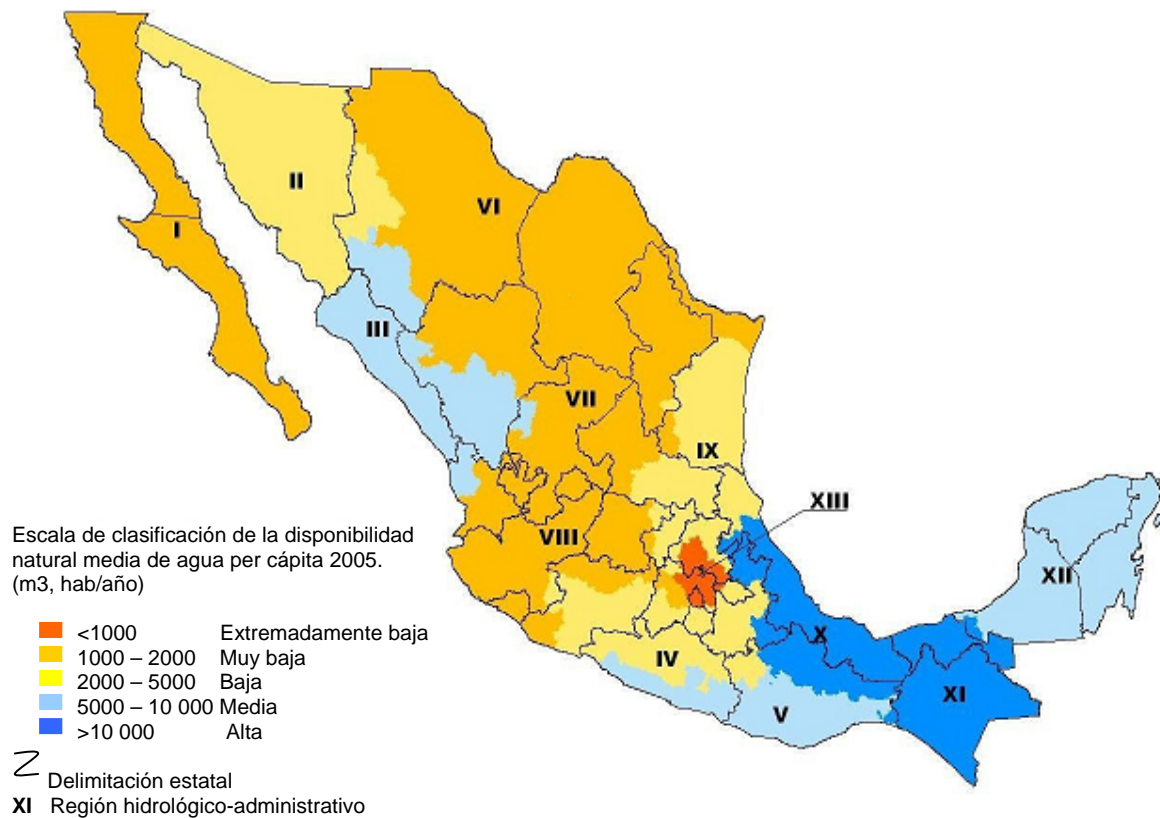 I
II
III
VI
VII
VIII
IX
XIII
IV
V
X
XI
XII
Escala de clasificación de la disponibilidad
natural media de agua per cápita 2005.
(m3, hab/año)
<1000 Extremadamente baja
1000 – 2000 Muy baja
2000 – 5000 Baja
5000 – 10 000 Media
>10 000 Alta
Delimitación estatal
XI Región hidrológico-administrativo